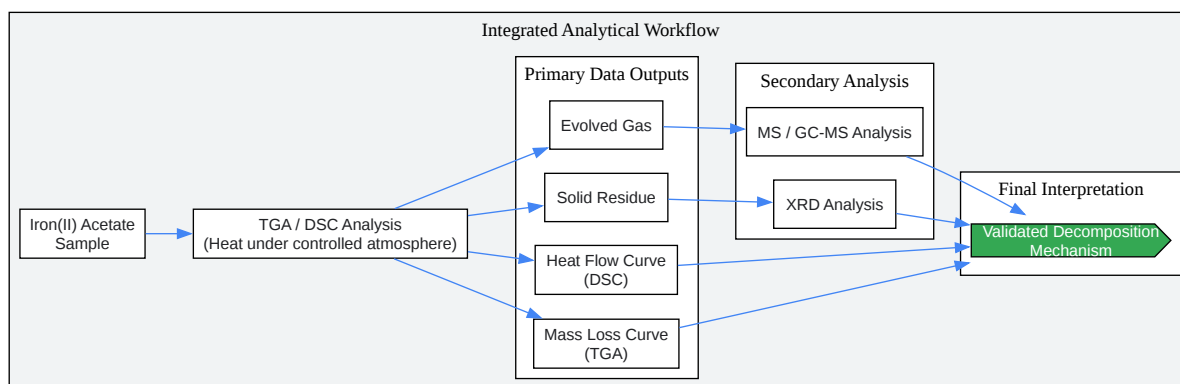 Integrated Analytical Workflow
Primary Data Outputs
Secondary Analysis
Evolved Gas
MS / GC-MS Analysis
Final Interpretation
Solid Residue
XRD Analysis
Iron(II) Acetate
Sample
TGA / DSC Analysis
(Heat under controlled atmosphere)
Validated Decomposition
Mechanism
Heat Flow Curve
(DSC)
Mass Loss Curve
(TGA)